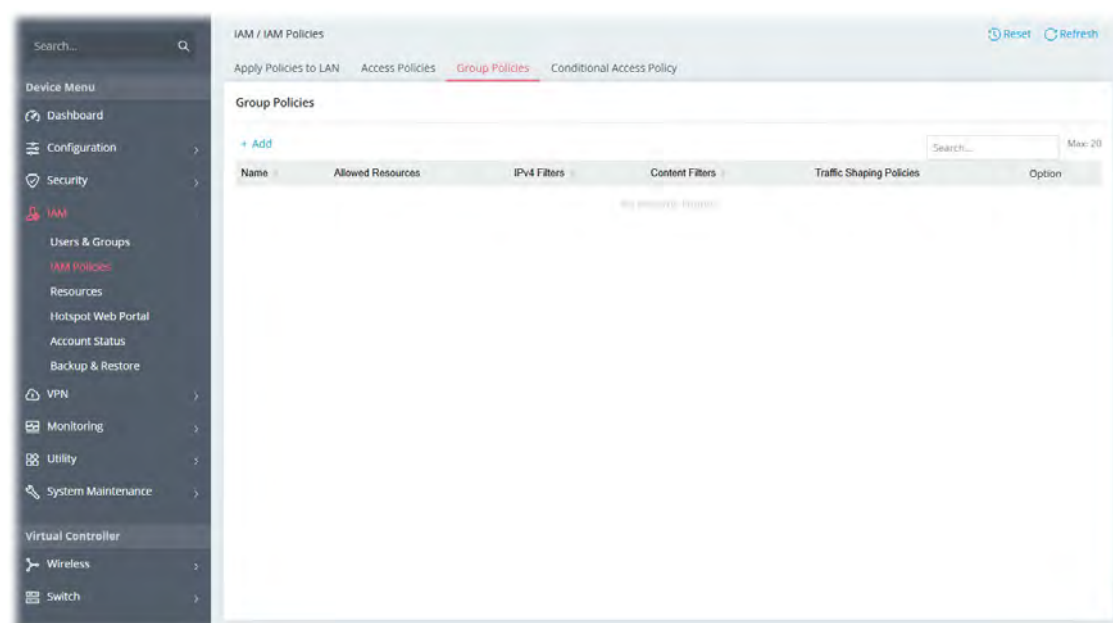 Search...
Device Menu
Dashboard
Configuration
Security
IAM
Users & Groups
IAM Policies
Resources
Hotspot Web Portal
Account Status
Backup & Restore
VPN
Monitoring
Utility
System Maintenance
Virtual Controller
Wireless
Switch
IAM / IAM Policies
Reset Refresh
Apply Policies to LAN Access Policies Group Policies Conditional Access Policy
Group Policies
+ Add Search... Max: 20
Name Allowed Resources IPv4 Filters Content Filters Traffic Shaping Policies Option